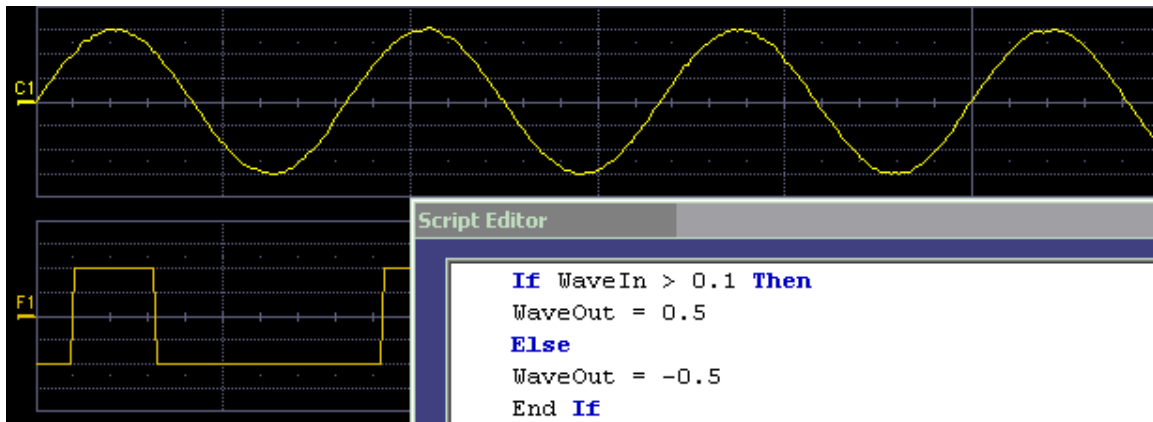 C1
F1
Script Editor
If WaveIn > 0.1 Then
WaveOut = 0.5
Else
WaveOut = -0.5
End If